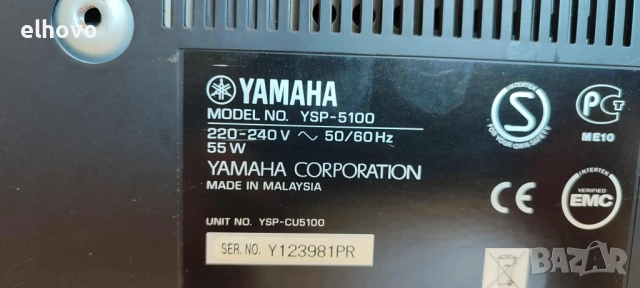 elhovo
YAMAHA
MODEL NO. YSP-5100
220-240 V ~ 50/60 Hz
55 W
YAMAHA CORPORATION
MADE IN MALAYSIA
UNIT NO. YSP-CU5100
SER. NO. Y123981PR
INTERTEK
S
FOR YOUR OWN SAFETY
PC
T
ME10
CE
INTERTEK
VERIFIED
EMC
BAZAR